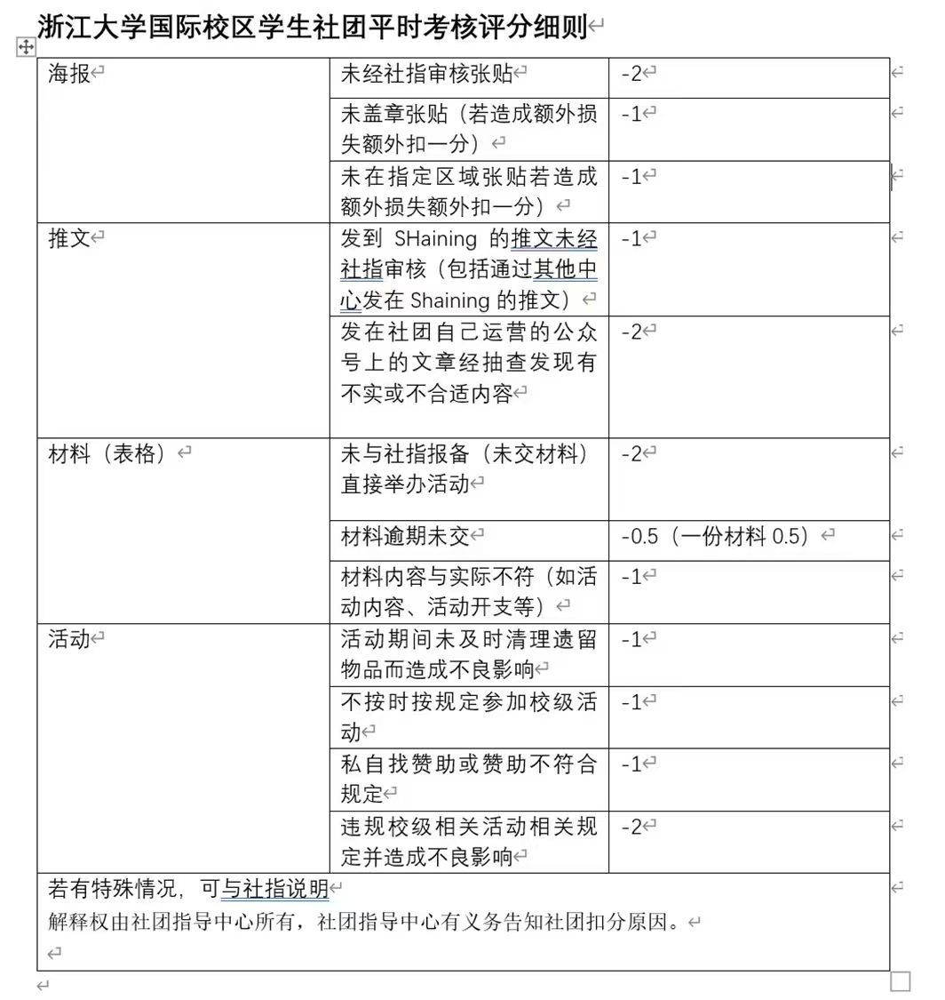 浙江大学国际校区学生社团平时考核评分细则
海报
未经社指审核张贴
-2
未盖章张贴（若造成额外损
失额外扣一分）
-1
未在指定区域张贴若造成
额外损失额外扣一分）
-1
推文
发到 SHaining 的推文未经
社指审核（包括通过其他中
心发在 Shaining 的推文）
-1
发在社团自己运营的公众
号上的文章经抽查发现有
不实或不合适内容
-2
材料（表格）
未与社指报备（未交材料）
直接举办活动
-2
材料逾期未交
-0.5（一份材料 0.5）
材料内容与实际不符（如活
动内容、活动开支等）
-1
活动
活动期间未及时清理遗留
物品而造成不良影响
-1
不按时按规定参加校级活
动
-1
私自找赞助或赞助不符合
规定
-1
违规校级相关活动相关规
定并造成不良影响
-2
若有特殊情况，可与社指说明
解释权由社团指导中心所有，社团指导中心有义务告知社团扣分原因。